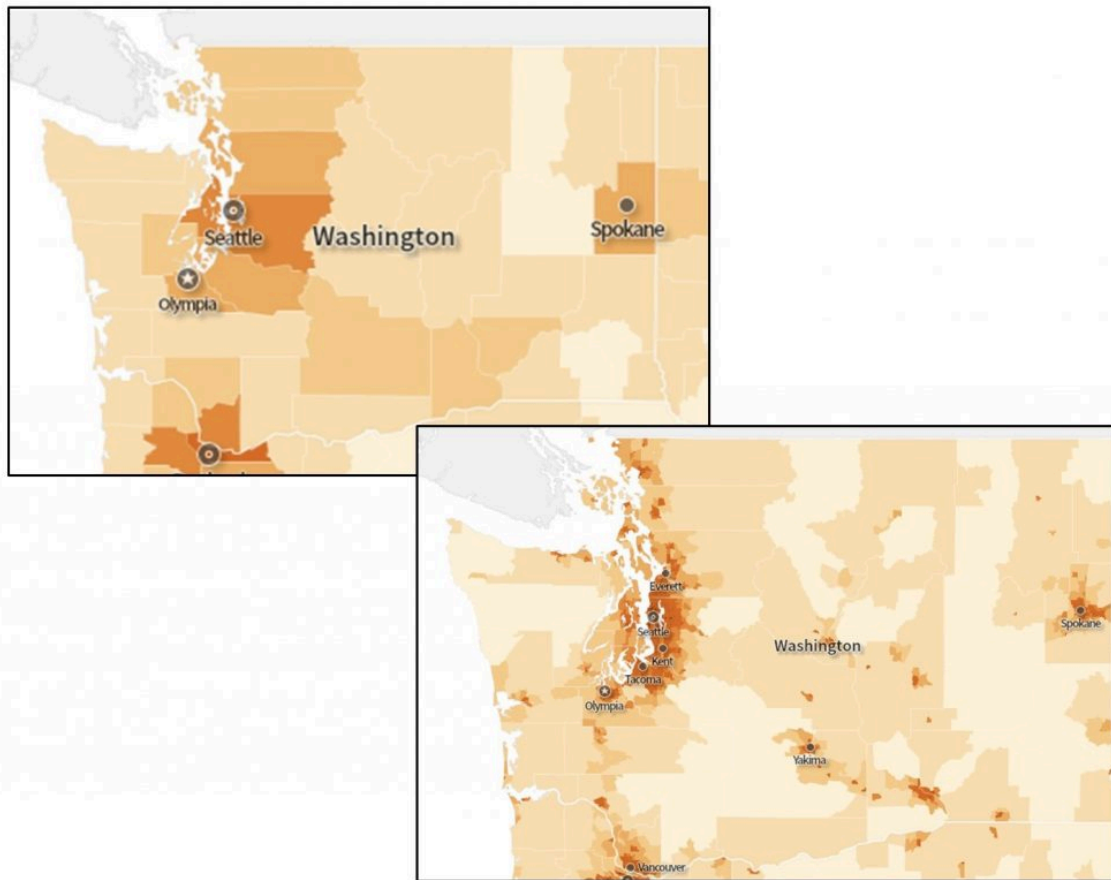 Seattle
Washington
Spokane
Olympia
Everett
Seattle
Spokane
Washington
Kent
Tacoma
Olympia
Yakima
Vancouver